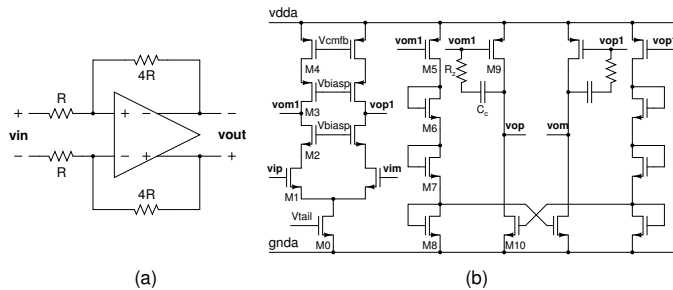 vdda
4R
R
+
vin
−
R
+ −
− +
−
vout
+
4R
(a)
Vcmfb
M4
Vbiasp
vom1
vop1
M3
Vbiasp
M2
vip
vim
M1
Vtail
M0
gnda
vom1
M5
M6
M7
M8
vom1
M9
Rz
Cc
vop
vom
M10
vop1
vop1
(b)